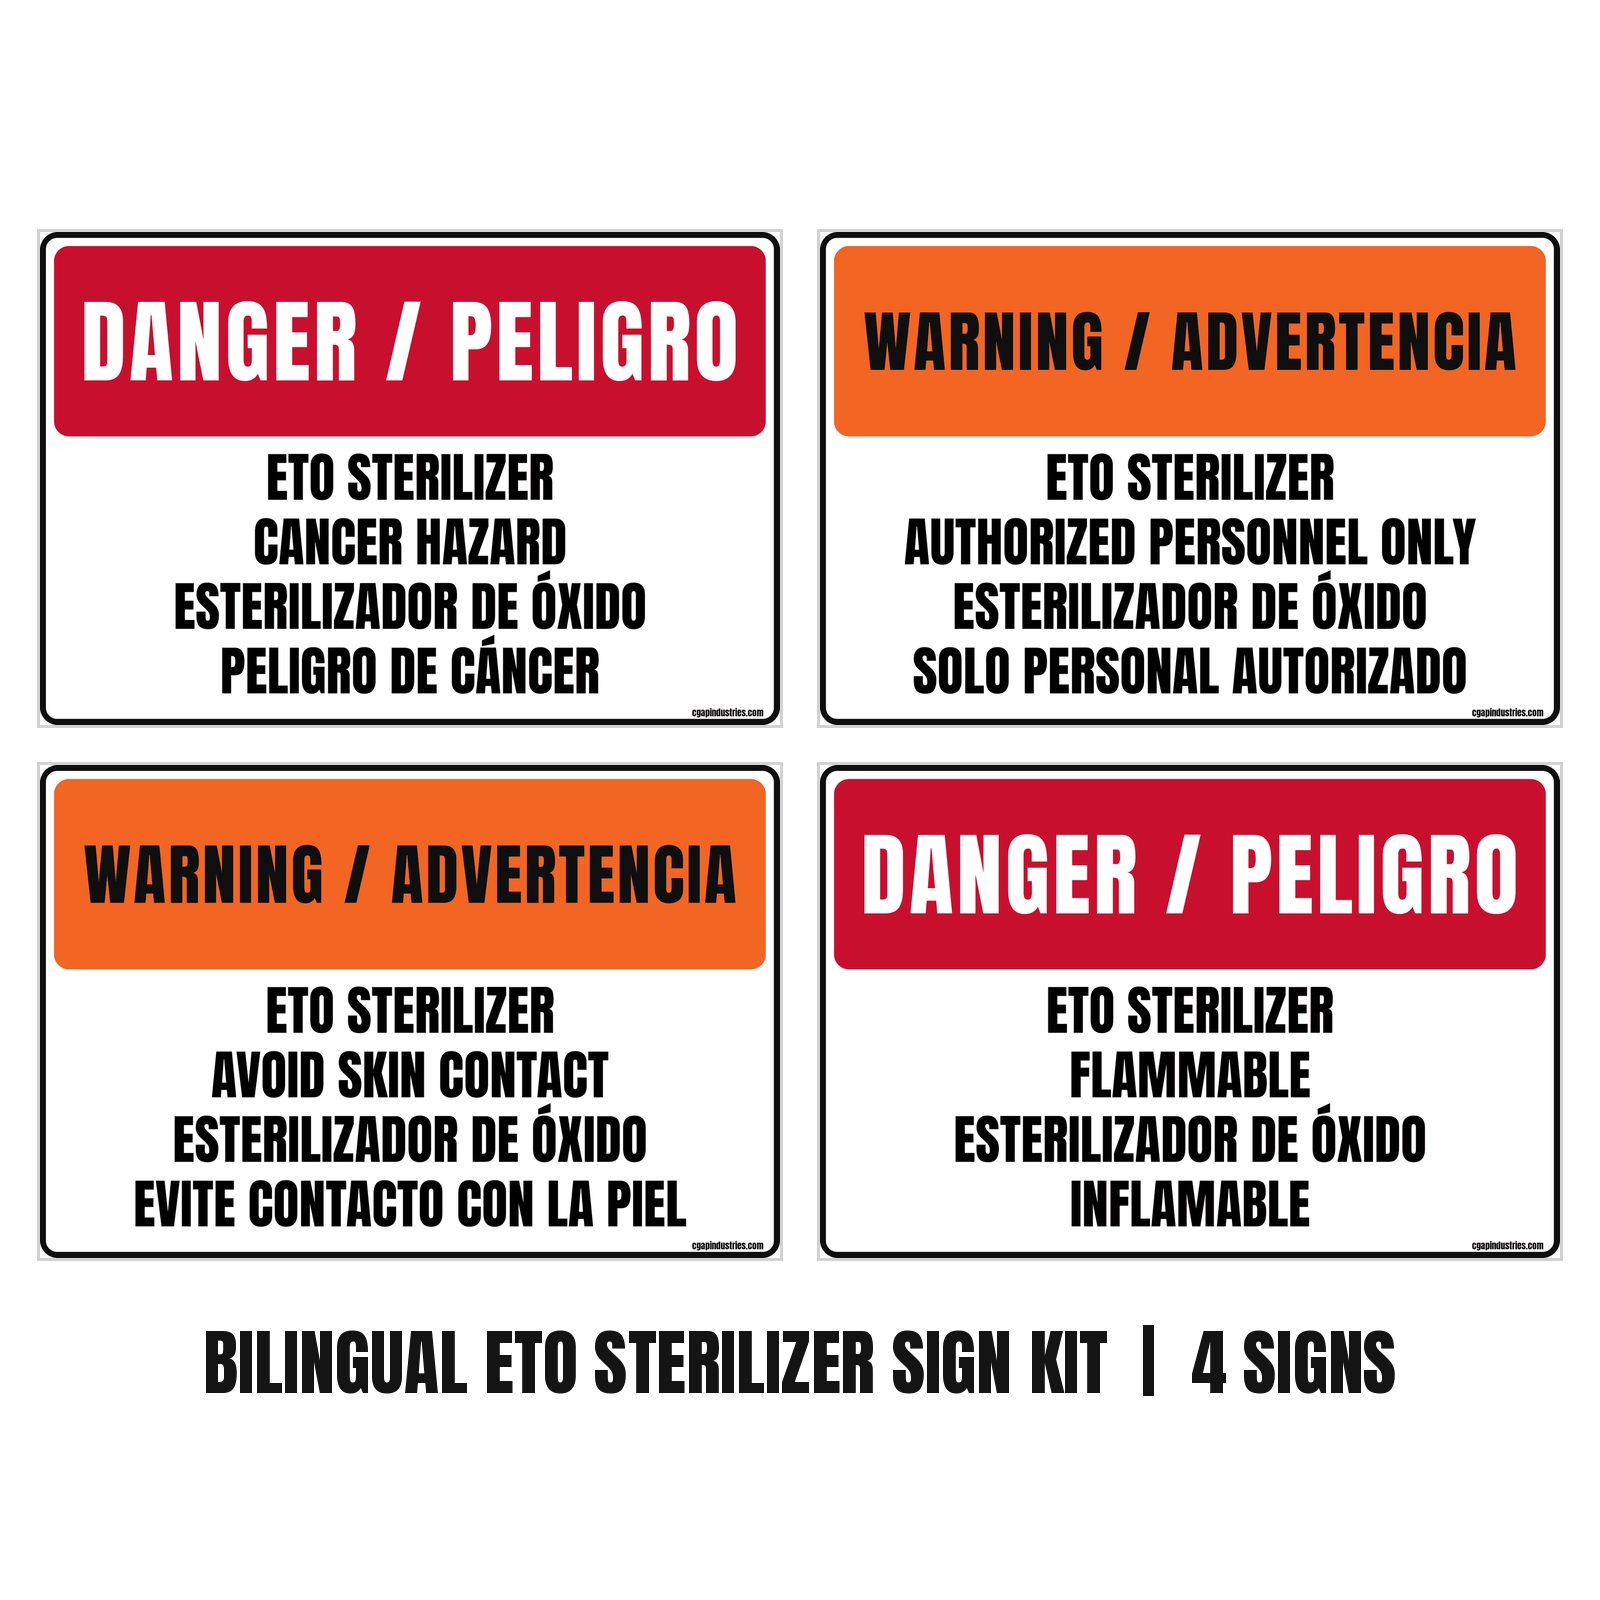 DANGER / PELIGRO
ETO STERILIZER
CANCER HAZARD
ESTERILIZADOR DE ÓXIDO
PELIGRO DE CÁNCER
cgapindustries.com
WARNING / ADVERTENCIA
ETO STERILIZER
AUTHORIZED PERSONNEL ONLY
ESTERILIZADOR DE ÓXIDO
SOLO PERSONAL AUTORIZADO
cgapindustries.com
WARNING / ADVERTENCIA
ETO STERILIZER
AVOID SKIN CONTACT
ESTERILIZADOR DE ÓXIDO
EVITE CONTACTO CON LA PIEL
cgapindustries.com
DANGER / PELIGRO
ETO STERILIZER
FLAMMABLE
ESTERILIZADOR DE ÓXIDO
INFLAMABLE
cgapindustries.com
BILINGUAL ETO STERILIZER SIGN KIT | 4 SIGNS